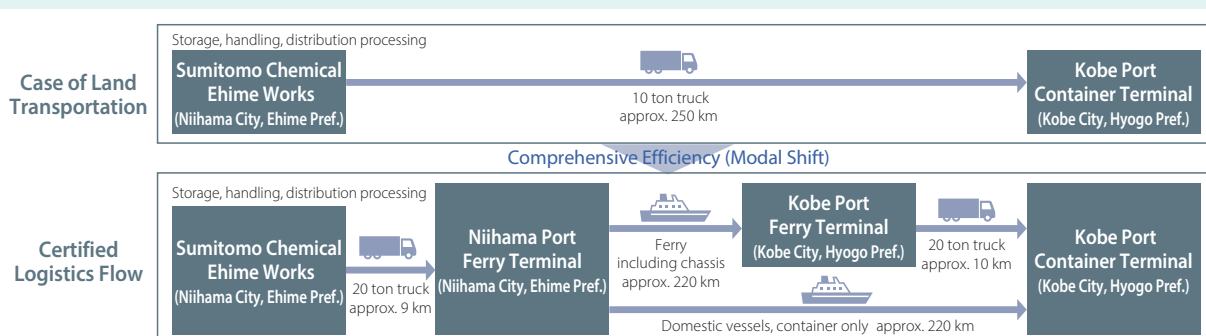 Case of Land
Transportation
Storage, handling, distribution processing
Sumitomo Chemical
Ehime Works
(Niihama City, Ehime Pref.)
10 ton truck
approx. 250 km
Kobe Port
Container Terminal
(Kobe City, Hyogo Pref.)
Comprehensive Efficiency (Modal Shift)
Certified
Logistics Flow
Storage, handling, distribution processing
Sumitomo Chemical
Ehime Works
(Niihama City, Ehime Pref.)
20 ton truck
approx. 9 km
Niihama Port
Ferry Terminal
(Niihama City, Ehime Pref.)
Ferry
including chassis
approx. 220 km
Kobe Port
Ferry Terminal
(Kobe City, Hyogo Pref.)
20 ton truck
approx. 10 km
Domestic vessels, container only approx. 220 km
Kobe Port
Container Terminal
(Kobe City, Hyogo Pref.)